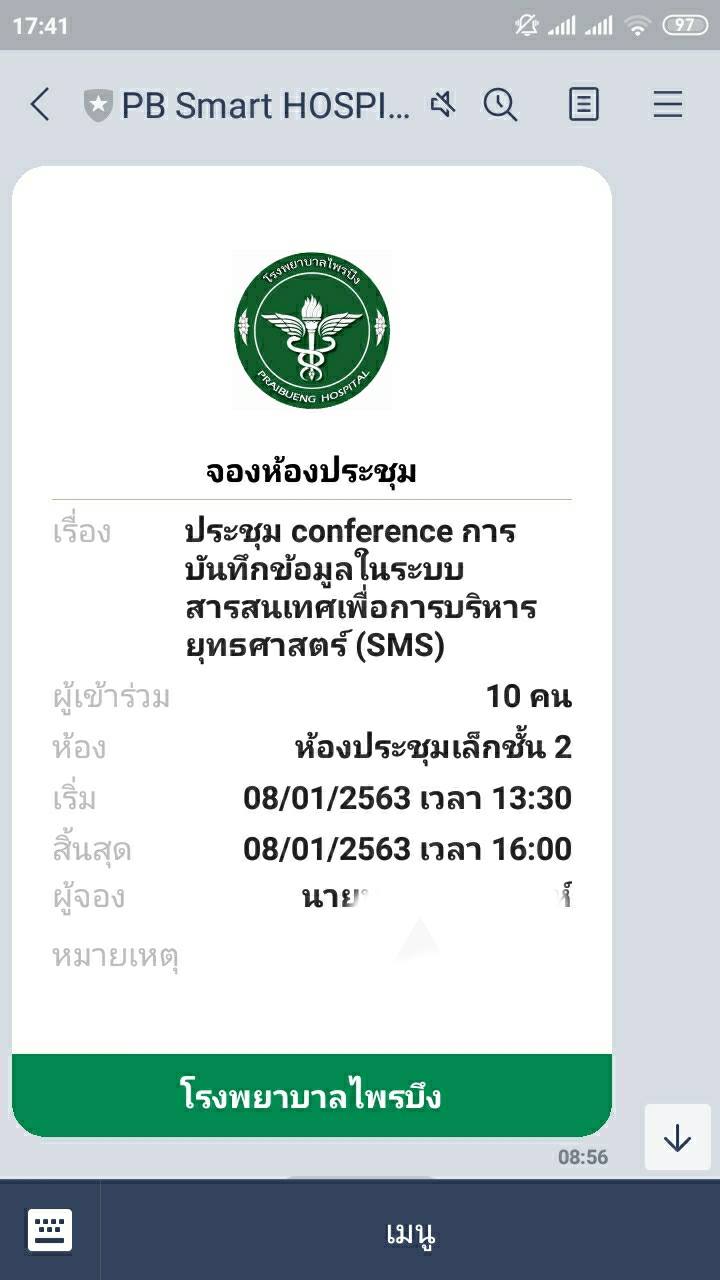 17:41
97
PB Smart HOSPI...
โรงพยาบาลไพรบึง
PRAIBUENG HOSPITAL
จองห้องประชุม
เรื่อง ประชุม conference การ
บันทึกข้อมูลในระบบ
สารสนเทศเพื่อการบริหาร
ยุทธศาสตร์ (SMS)
ผู้เข้าร่วม 10 คน
ห้อง ห้องประชุมเล็กชั้น 2
เริ่ม 08/01/2563 เวลา 13:30
สิ้นสุด 08/01/2563 เวลา 16:00
ผู้จอง นาย
หมายเหตุ
โรงพยาบาลไพรบึง
08:56
เมนู